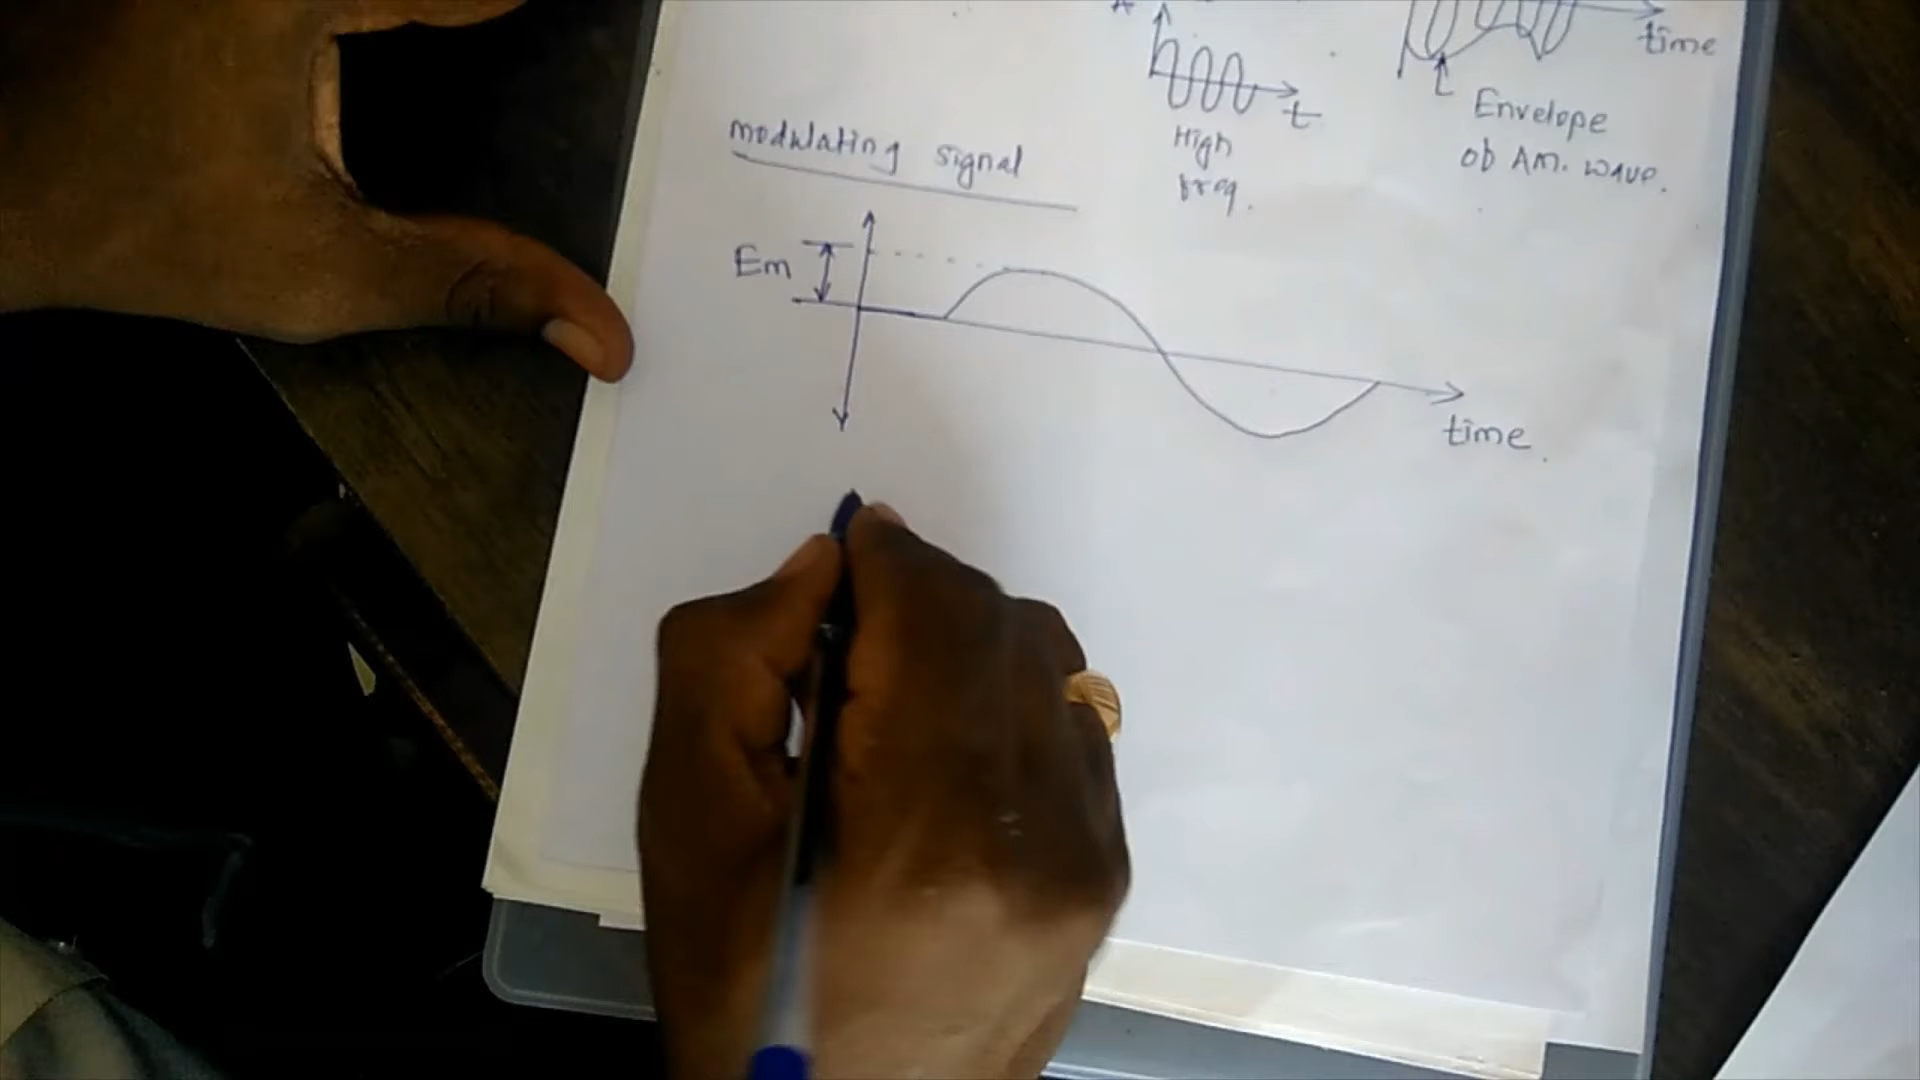 time
Envelope
ob AM. wave.
t
High
freq.
modulating signal
Em
time.